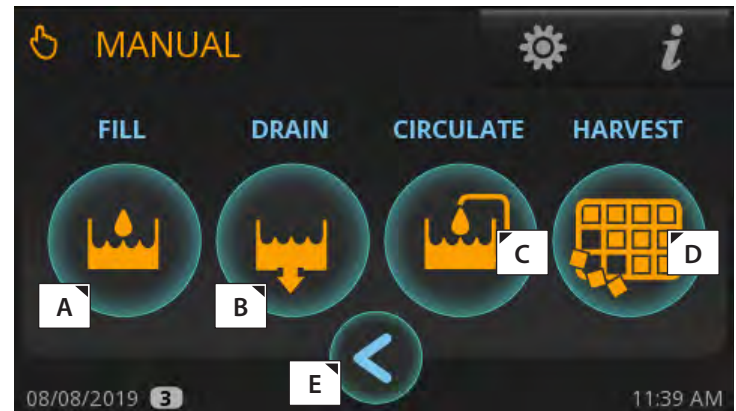 MANUAL i
FILL DRAIN CIRCULATE HARVEST
A B C D
E <
08/08/2019 3 11:39 AM